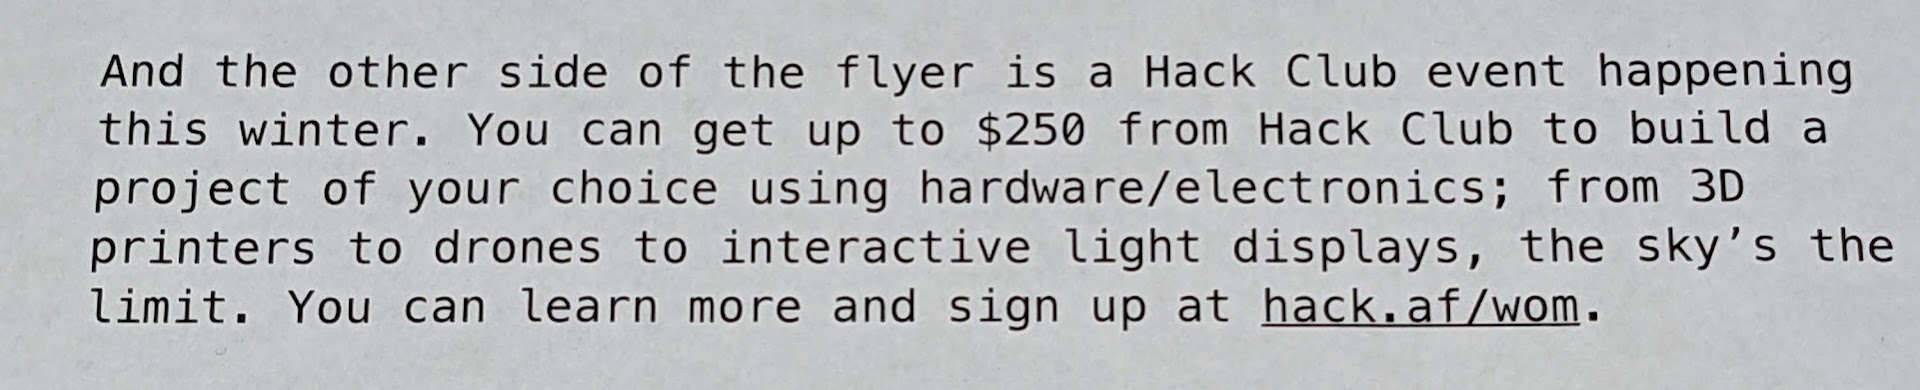 And the other side of the flyer is a Hack Club event happening
this winter. You can get up to $250 from Hack Club to build a
project of your choice using hardware/electronics; from 3D
printers to drones to interactive light displays, the sky’s the
limit. You can learn more and sign up at hack.af/wom.